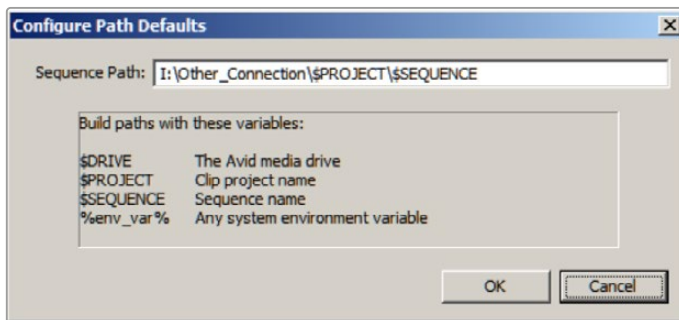 Configure Path Defaults
Sequence Path: I:\Other_Connection\$PROJECT\$SEQUENCE
Build paths with these variables:
$DRIVE The Avid media drive
$PROJECT Clip project name
$SEQUENCE Sequence name
%env_var% Any system environment variable
OK Cancel